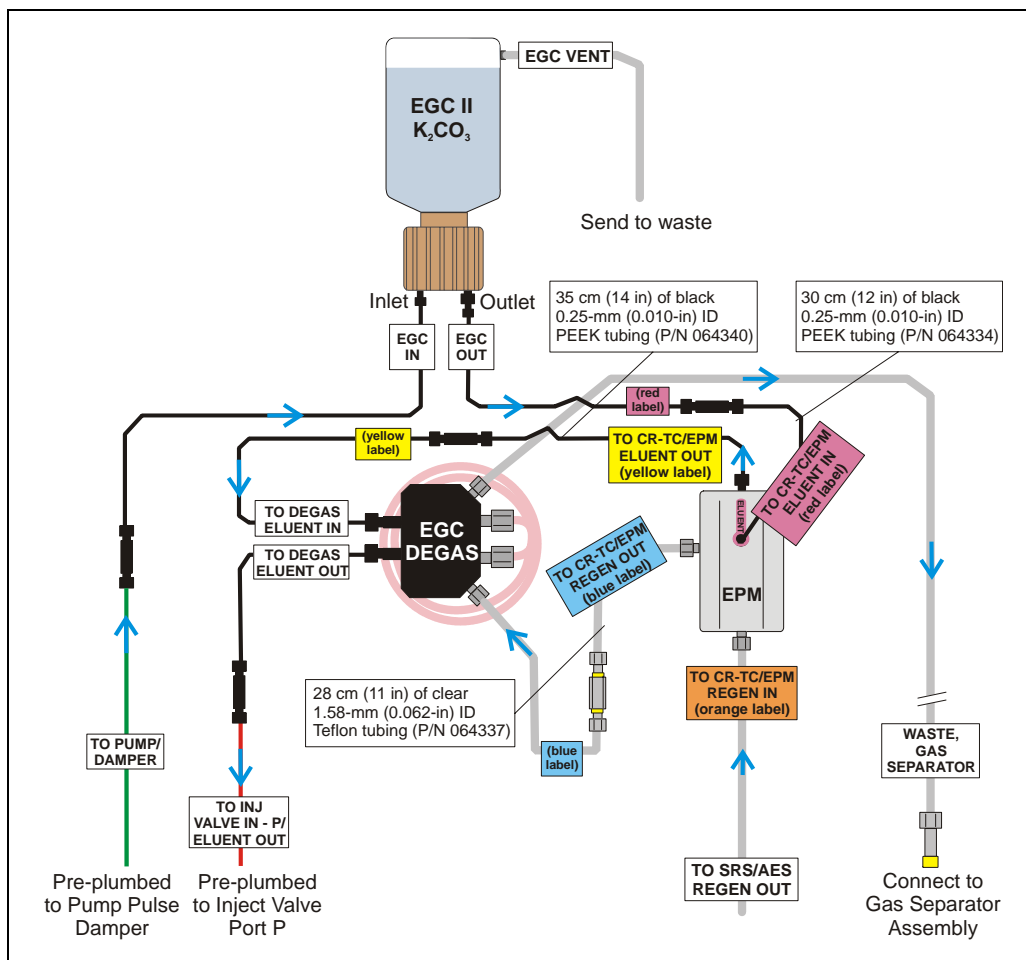 EGC VENT
EGC II
K₂CO₃
Send to waste
Inlet
Outlet
EGC
IN
EGC
OUT
35 cm (14 in) of black
0.25-mm (0.010-in) ID
PEEK tubing (P/N 064340)
30 cm (12 in) of black
0.25-mm (0.010-in) ID
PEEK tubing (P/N 064334)
(red
label)
(yellow
label)
TO CR-TC/EPM
ELUENT OUT
(yellow label)
TO CR-TC/EPM
ELUENT IN
(red label)
TO DEGAS
ELUENT IN
TO DEGAS
ELUENT OUT
EGC
DEGAS
TO CR-TC/EPM
REGEN OUT
(blue label)
ELUENT
EPM
28 cm (11 in) of clear
1.58-mm (0.062-in) ID
Teflon tubing (P/N 064337)
TO CR-TC/EPM
REGEN IN
(orange label)
(blue
label)
TO PUMP/
DAMPER
WASTE,
GAS
SEPARATOR
TO INJ
VALVE IN - P/
ELUENT OUT
TO SRS/AES
REGEN OUT
Pre-plumbed
to Pump Pulse
Damper
Pre-plumbed
to Inject Valve
Port P
Connect to
Gas Separator
Assembly